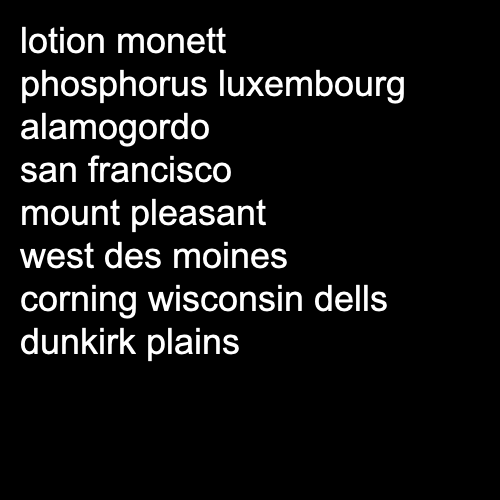 lotion monett
phosphorus luxembourg
alamogordo
san francisco
mount pleasant
west des moines
corning wisconsin dells
dunkirk plains